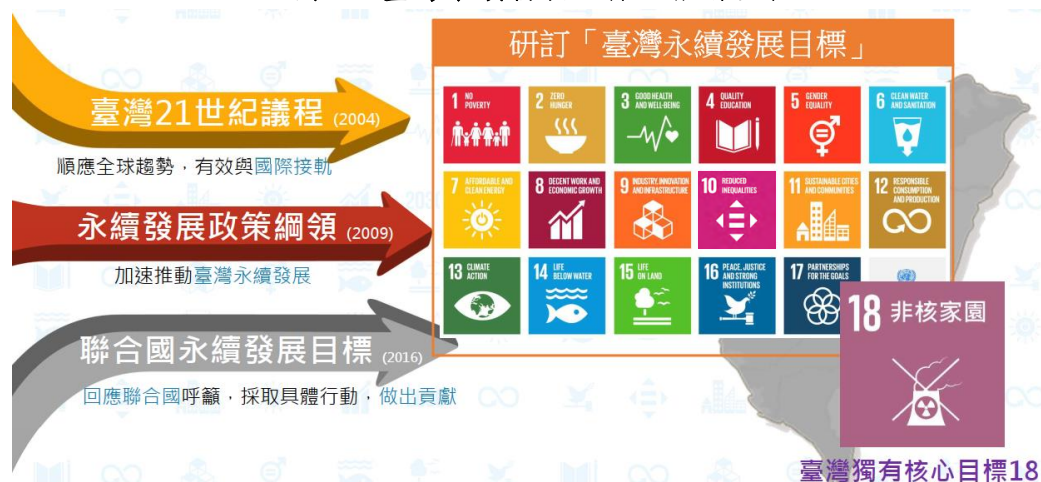 研訂「臺灣永續發展目標」
臺灣21世紀議程 (2004)
順應全球趨勢，有效與國際接軌
永續發展政策綱領 (2009)
加速推動臺灣永續發展
聯合國永續發展目標 (2016)
回應聯合國呼籲，採取具體行動，做出貢獻
1 NO POVERTY
2 ZERO HUNGER
3 GOOD HEALTH AND WELL-BEING
4 QUALITY EDUCATION
5 GENDER EQUALITY
6 CLEAN WATER AND SANITATION
7 AFFORDABLE AND CLEAN ENERGY
8 DECENT WORK AND ECONOMIC GROWTH
9 INDUSTRY, INNOVATION AND INFRASTRUCTURE
10 REDUCED INEQUALITIES
11 SUSTAINABLE CITIES AND COMMUNITIES
12 RESPONSIBLE CONSUMPTION AND PRODUCTION
13 CLIMATE ACTION
14 LIFE BELOW WATER
15 LIFE ON LAND
16 PEACE, JUSTICE AND STRONG INSTITUTIONS
17 PARTNERSHIPS FOR THE GOALS
18 非核家園
臺灣獨有核心目標18